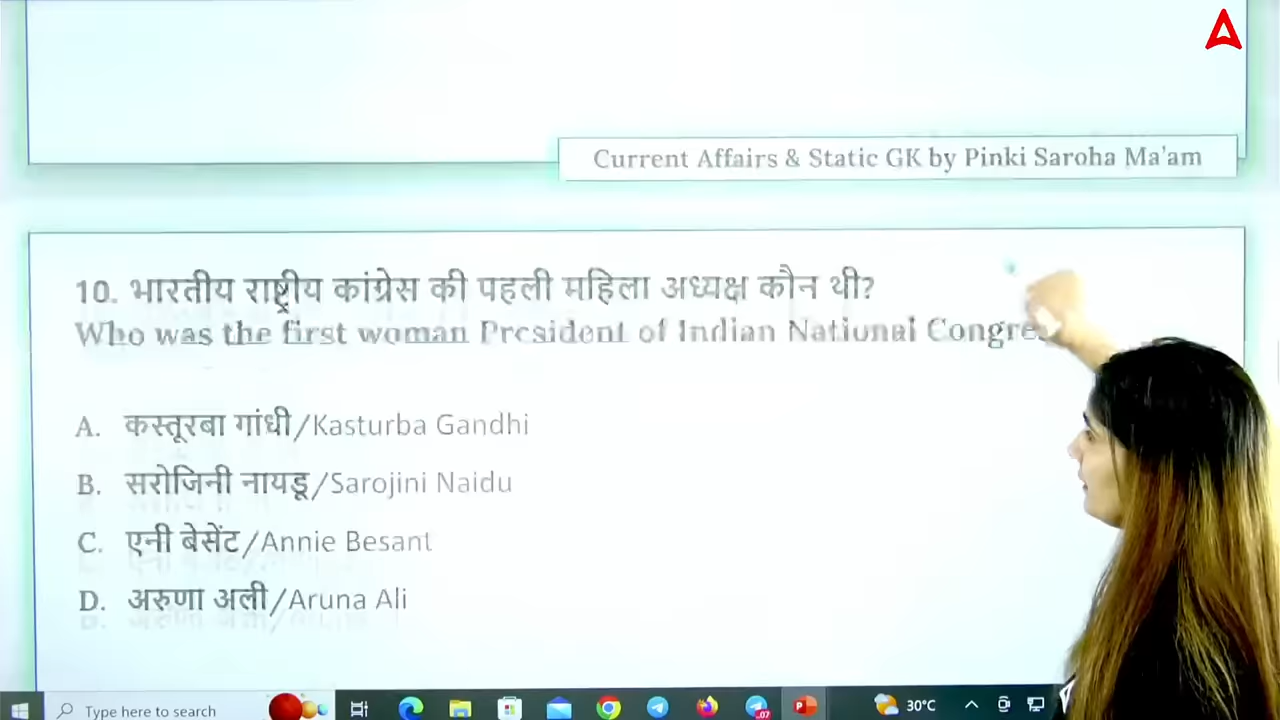 Current Affairs & Static GK by Pinki Saroha Ma'am
10. भारतीय राष्ट्रीय कांग्रेस की पहली महिला अध्यक्ष कौन थी?
Who was the first woman President of Indian National
A. कस्तूरबा गांधी/Kasturba Gandhi
B. सरोजिनी नायडू/Sarojini Naidu
C. एनी बेसेंट/Annie Besant
D. अरुणा अली/Aruna Ali
Type here to search
30°C